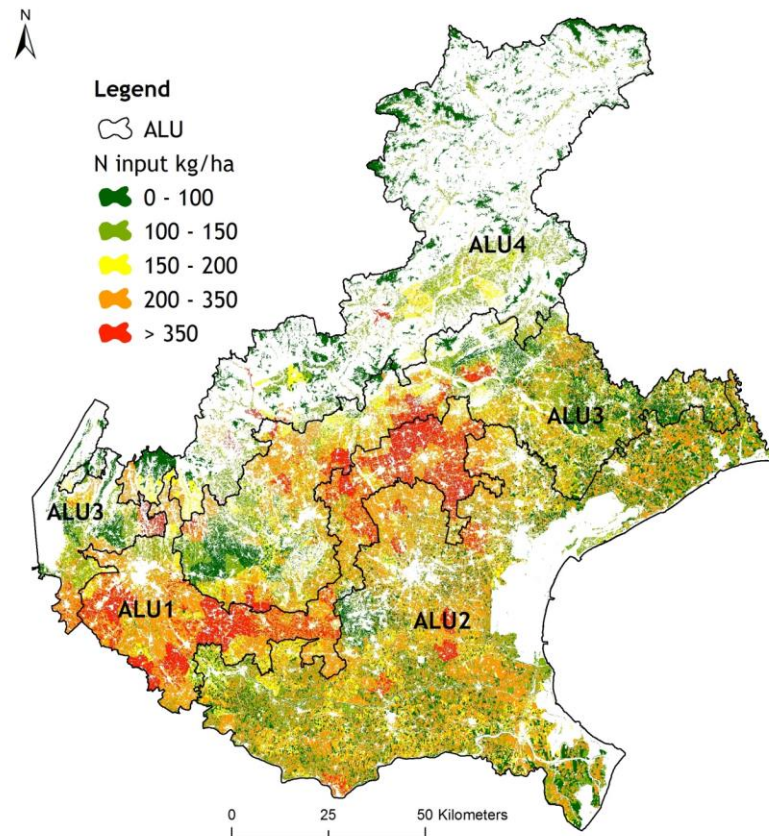 N
Legend
ALU
N input kg/ha
0 - 100
100 - 150
150 - 200
200 - 350
> 350
ALU4
ALU3
ALU3
ALU1
ALU2
0 25 50 Kilometers